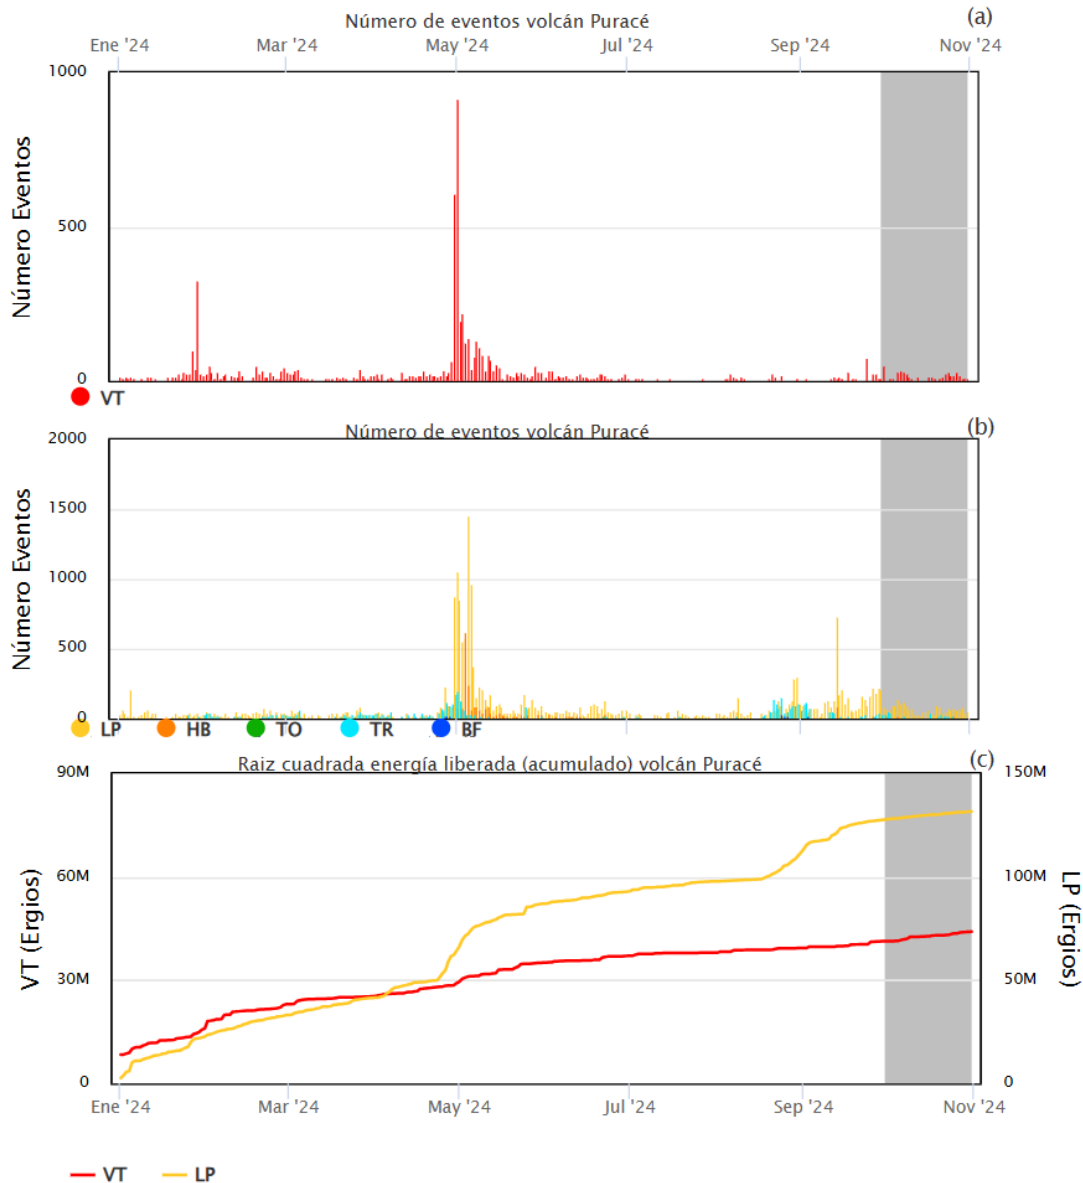 Número de eventos volcán Puracé
(a)
Ene '24 Mar '24 May '24 Jul '24 Sep '24 Nov '24
1000
500
0
Número Eventos
VT
Número de eventos volcán Puracé
(b)
2000
1500
1000
500
0
Número Eventos
LP HB TO TR BF
Raiz cuadrada energía liberada (acumulado) volcán Puracé
(c)
90M 150M
60M 100M
30M 50M
0 0
VT (Ergios)
LP (Ergios)
Ene '24 Mar '24 May '24 Jul '24 Sep '24 Nov '24
VT LP